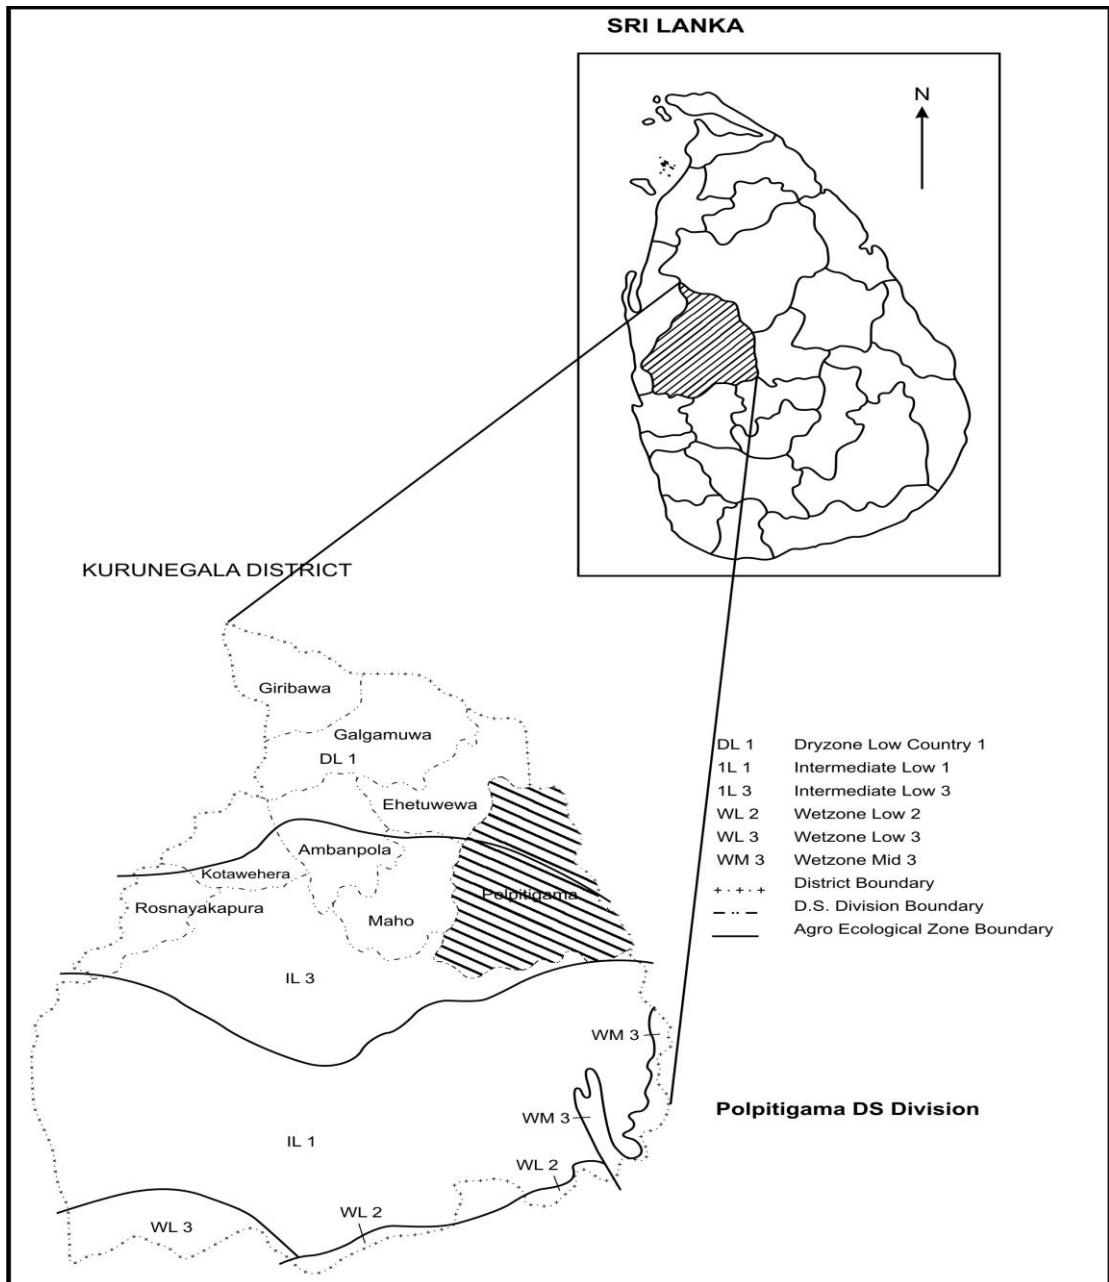 SRI LANKA
N
KURUNEGALA DISTRICT
Giribawa
Galgamuwa
DL 1
Ehetuwewa
Ambanpola
Kotawehera
Polpitigama
Rosnayakapura
Maho
IL 3
DL 1 Dryzone Low Country 1
1L 1 Intermediate Low 1
1L 3 Intermediate Low 3
WL 2 Wetzone Low 2
WL 3 Wetzone Low 3
WM 3 Wetzone Mid 3
District Boundary
D.S. Division Boundary
Agro Ecological Zone Boundary
WM 3
WM 3
Polpitigama DS Division
IL 1
WL 2
WL 2
WL 3